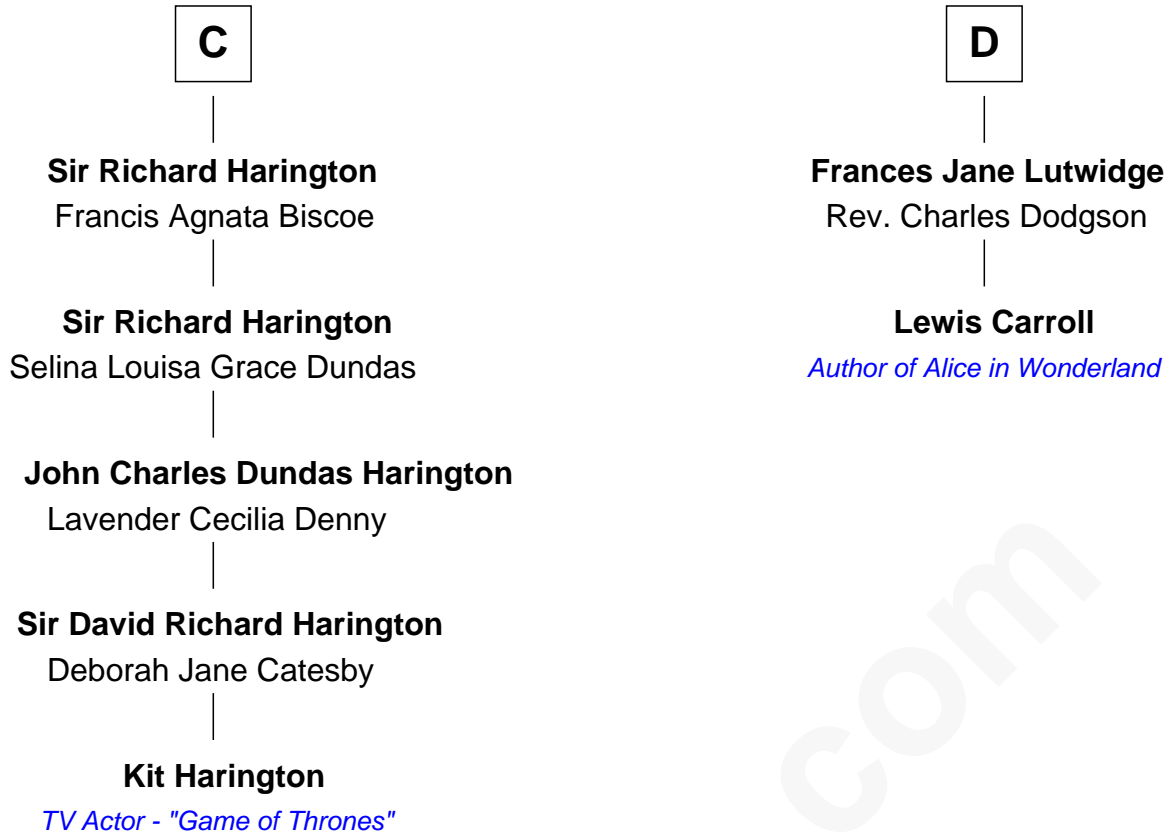 C
Sir Richard Harington
Francis Agnata Biscoe
Sir Richard Harington
Selina Louisa Grace Dundas
John Charles Dundas Harington
Lavender Cecilia Denny
Sir David Richard Harington
Deborah Jane Catesby
Kit Harington
TV Actor - "Game of Thrones"
D
Frances Jane Lutwidge
Rev. Charles Dodgson
Lewis Carroll
Author of Alice in Wonderland
com